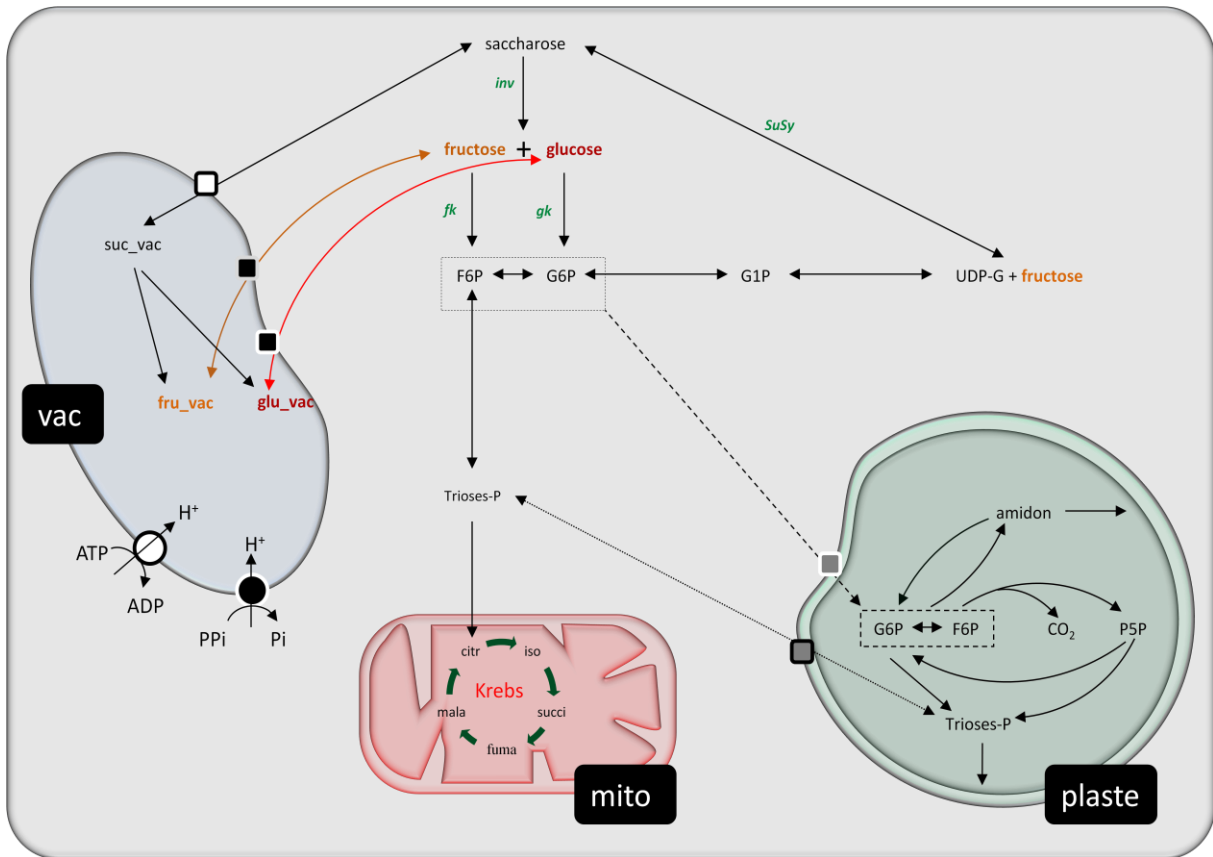 saccharose
inv
SuSy
fructose + glucose
fk
gk
suc_vac
F6P
G6P
G1P
UDP-G + fructose
fru_vac
glu_vac
vac
Trioses-P
H+
ATP
ADP
H+
PPi
Pi
amidon
G6P
F6P
CO2
P5P
Trioses-P
citr
iso
Krebs
mala
succi
fuma
mito
plaste